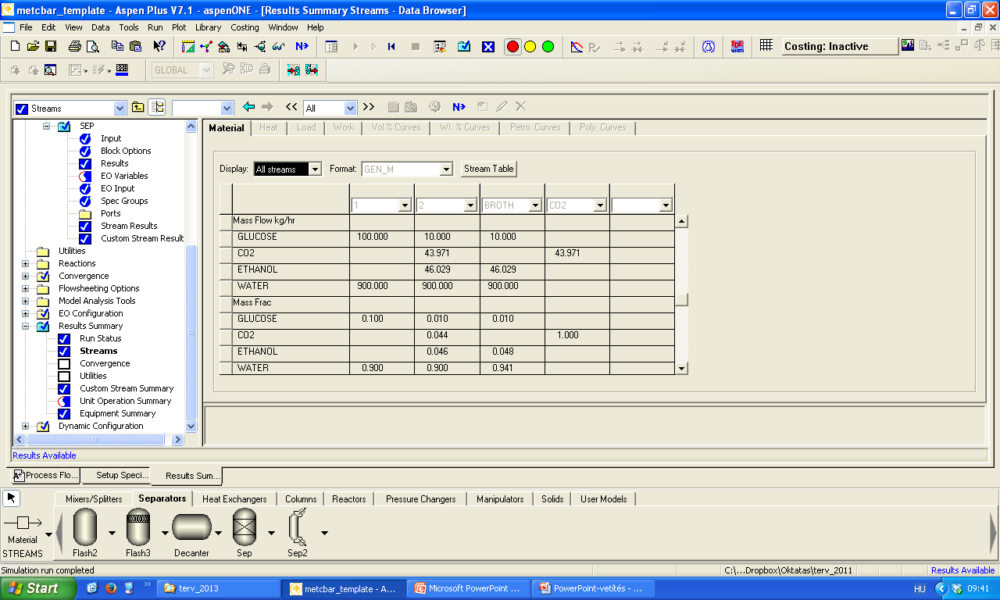 metcbar_template - Aspen Plus V7.1 - aspenONE - [Results Summary Streams - Data Browser]
File Edit View Data Tools Run Plot Library Costing Window Help
N>
Costing: Inactive
GLOBAL
Streams
<< All >> N>
SEP
Input
Block Options
Results
EO Variables
EO Input
Spec Groups
Ports
Stream Results
Custom Stream Result
Utilities
Reactions
Convergence
Flowsheeting Options
Model Analysis Tools
EO Configuration
Results Summary
Run Status
Streams
Convergence
Utilities
Custom Stream Summary
Unit Operation Summary
Equipment Summary
Dynamic Configuration
Material Heat Load Work Vol.% Curves Wt. % Curves Petro. Curves Poly. Curves
Display: All streams Format: GEN_M Stream Table
1 2 BROTH CO2
Mass Flow kg/hr
GLUCOSE 100.000 10.000 10.000
CO2 43.971 43.971
ETHANOL 46.029 46.029
WATER 900.000 900.000 900.000
Mass Frac
GLUCOSE 0.100 0.010 0.010
CO2 0.044 1.000
ETHANOL 0.046 0.048
WATER 0.900 0.900 0.941
Results Available
Process Flo... Setup Speci... Results Sum...
Mixers/Splitters Separators Heat Exchangers Columns Reactors Pressure Changers Manipulators Solids User Models
Material
STREAMS
Flash2 Flash3 Decanter Sep Sep2
Simulation run completed C:\...Dropbox\Oktatas\terv_2011 Results Available
Start » terv_2013 metcbar_template - A... Microsoft PowerPoint ... PowerPoint-vetítés - ... HU 09:41